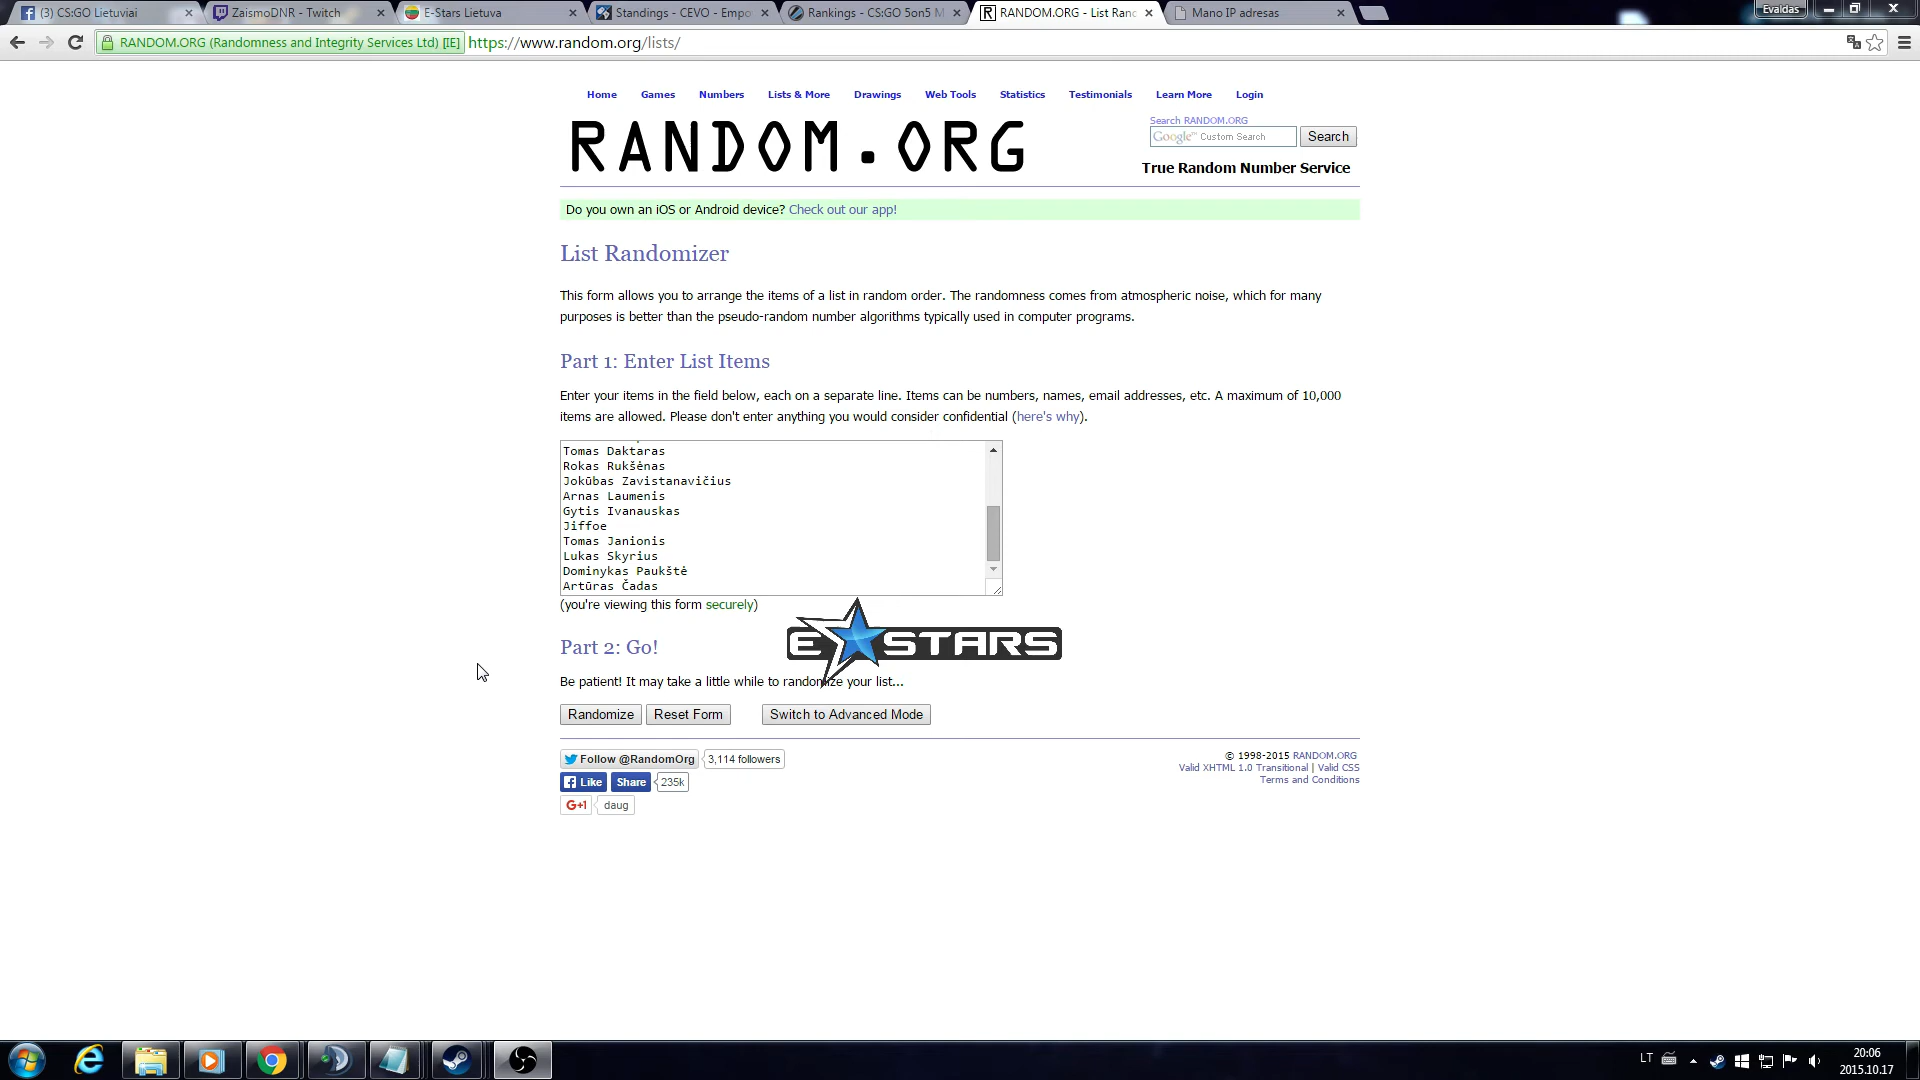 (3) CS:GO Lietuviai
ZaismoDNR - Twitch
E-Stars Lietuva
Standings - CEVO - Empo
Rankings - CS:GO 5on5 M
RANDOM.ORG - List Ran
Mano IP adresas
Evaldas
RANDOM.ORG (Randomness and Integrity Services Ltd) [IE] https://www.random.org/lists/
Home Games Numbers Lists & More Drawings Web Tools Statistics Testimonials Learn More Login
RANDOM.ORG
Search RANDOM.ORG
Google™ Custom Search Search
True Random Number Service
Do you own an iOS or Android device? Check out our app!
List Randomizer
This form allows you to arrange the items of a list in random order. The randomness comes from atmospheric noise, which for many
purposes is better than the pseudo-random number algorithms typically used in computer programs.
Part 1: Enter List Items
Enter your items in the field below, each on a separate line. Items can be numbers, names, email addresses, etc. A maximum of 10,000
items are allowed. Please don't enter anything you would consider confidential (here's why).
Tomas Daktaras
Rokas Rukšėnas
Jokūbas Zavistanavičius
Arnas Laumenis
Gytis Ivanauskas
Jiffoe
Tomas Janionis
Lukas Skyrius
Dominykas Paukštė
Artūras Čadas
(you're viewing this form securely)
E STARS
Part 2: Go!
Be patient! It may take a little while to randomize your list...
Randomize Reset Form Switch to Advanced Mode
Follow @RandomOrg 3,114 followers
Like Share 235k
G+1 daug
© 1998-2015 RANDOM.ORG
Valid XHTML 1.0 Transitional | Valid CSS
Terms and Conditions
LT
20:06
2015.10.17